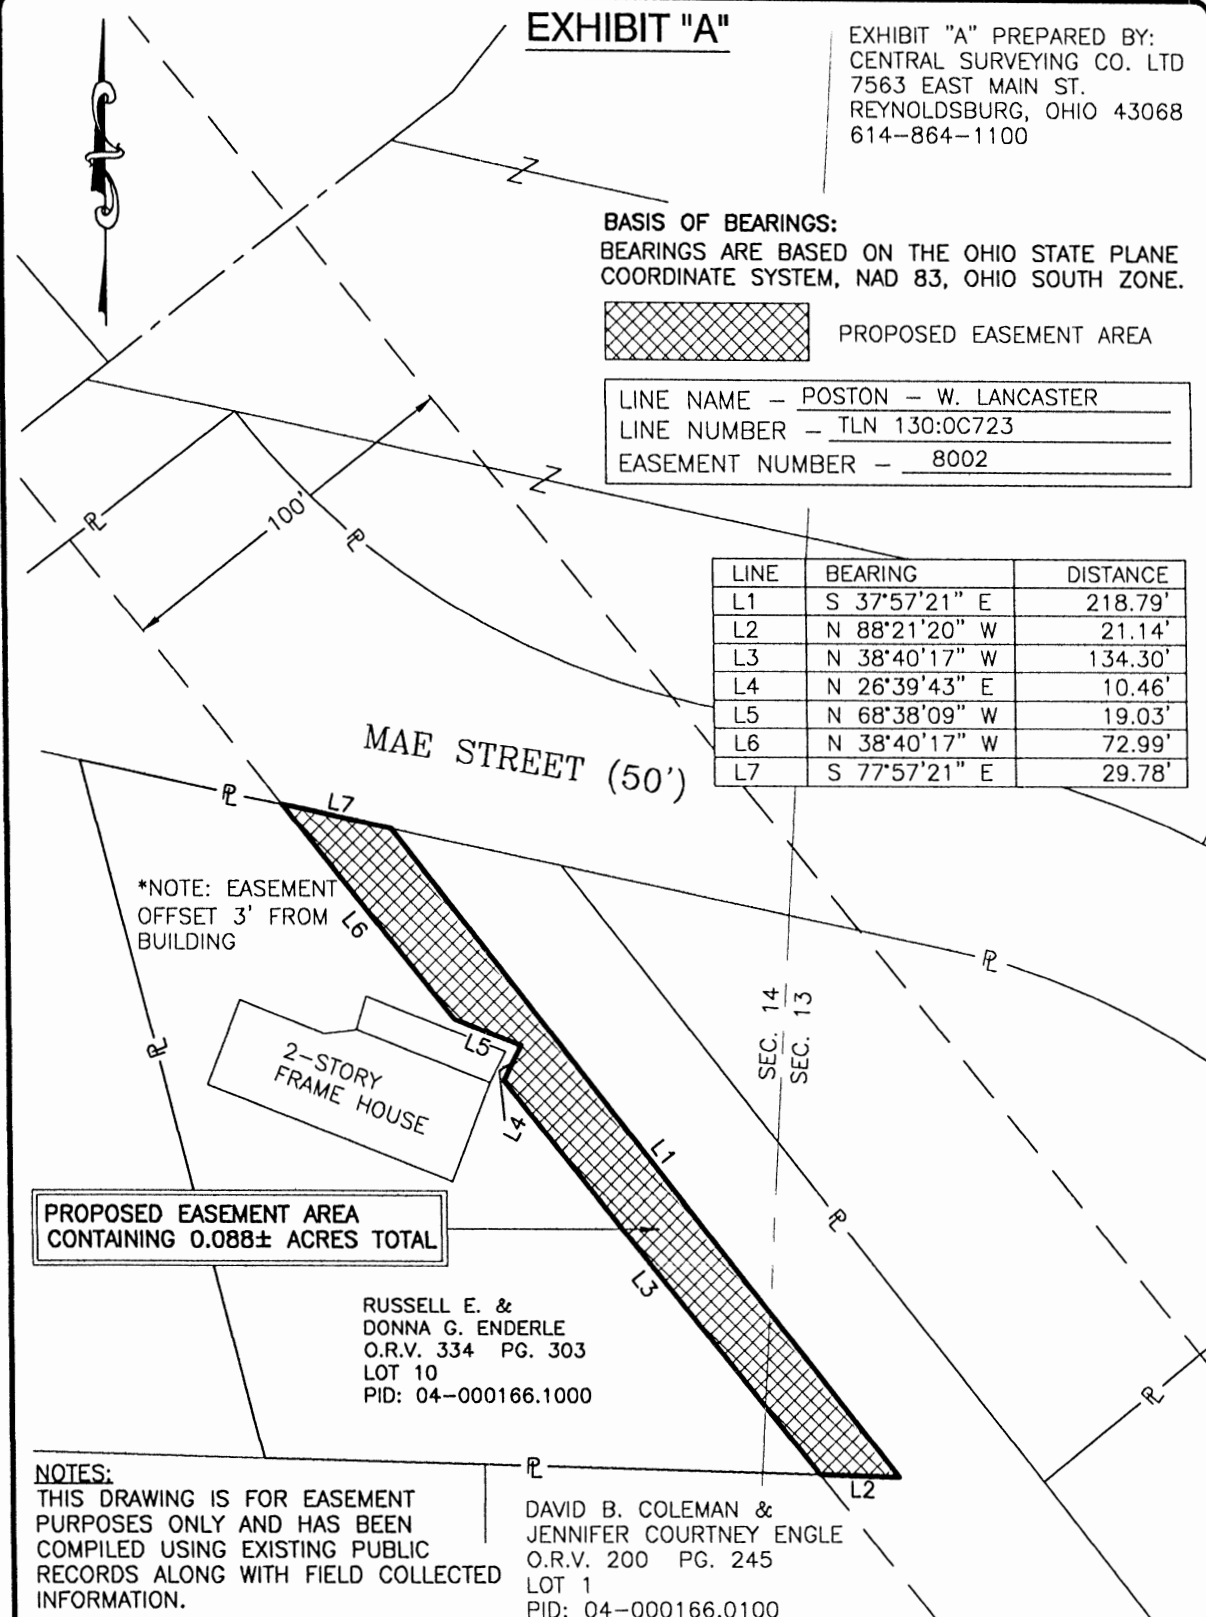 EXHIBIT "A"
EXHIBIT "A" PREPARED BY:
CENTRAL SURVEYING CO. LTD
7563 EAST MAIN ST.
REYNOLDSBURG, OHIO 43068
614-864-1100
BASIS OF BEARINGS:
BEARINGS ARE BASED ON THE OHIO STATE PLANE
COORDINATE SYSTEM, NAD 83, OHIO SOUTH ZONE.
PROPOSED EASEMENT AREA
LINE NAME - POSTON - W. LANCASTER
LINE NUMBER - TLN 130:0C723
EASEMENT NUMBER - 8002
100'
LINE BEARING DISTANCE
L1 S 37°57'21" E 218.79'
L2 N 88°21'20" W 21.14'
L3 N 38°40'17" W 134.30'
L4 N 26°39'43" E 10.46'
L5 N 68°38'09" W 19.03'
L6 N 38°40'17" W 72.99'
L7 S 77°57'21" E 29.78'
MAE STREET (50')
L7
*NOTE: EASEMENT
OFFSET 3' FROM
BUILDING
L6
L5
2-STORY
FRAME HOUSE
L4
SEC. 14
SEC. 13
L1
PROPOSED EASEMENT AREA
CONTAINING 0.088± ACRES TOTAL
L3
RUSSELL E. &
DONNA G. ENDERLE
O.R.V. 334 PG. 303
LOT 10
PID: 04-000166.1000
L2
NOTES:
THIS DRAWING IS FOR EASEMENT
PURPOSES ONLY AND HAS BEEN
COMPILED USING EXISTING PUBLIC
RECORDS ALONG WITH FIELD COLLECTED
INFORMATION.
DAVID B. COLEMAN &
JENNIFER COURTNEY ENGLE
O.R.V. 200 PG. 245
LOT 1
PID: 04-000166.0100